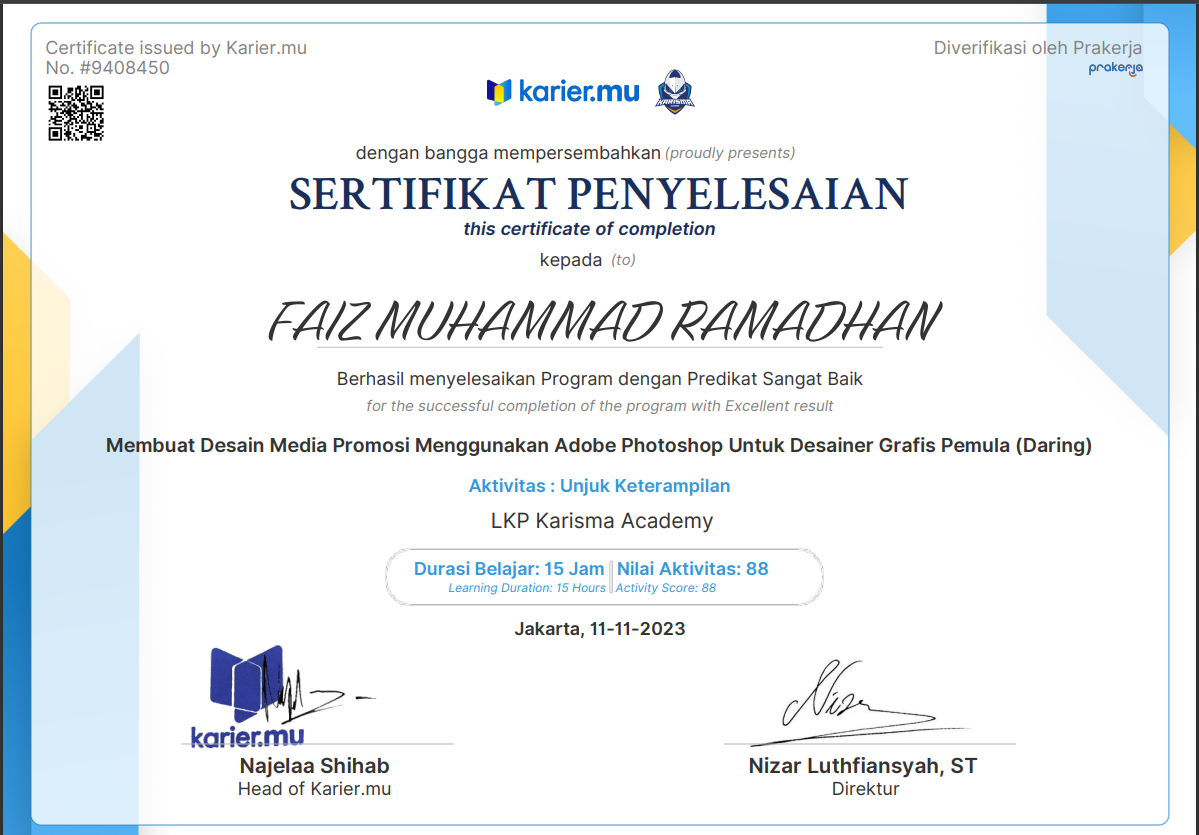 Certificate issued by Karier.mu
No. #9408450
Diverifikasi oleh Prakerja
prakerja
karier.mu
KARISMA
dengan bangga mempersembahkan (proudly presents)
SERTIFIKAT PENYELESAIAN
this certificate of completion
kepada (to)
FAIZ MUHAMMAD RAMADHAN
Berhasil menyelesaikan Program dengan Predikat Sangat Baik
for the successful completion of the program with Excellent result
Membuat Desain Media Promosi Menggunakan Adobe Photoshop Untuk Desainer Grafis Pemula (Daring)
Aktivitas : Unjuk Keterampilan
LKP Karisma Academy
Durasi Belajar: 15 Jam Nilai Aktivitas: 88
Learning Duration: 15 Hours Activity Score: 88
Jakarta, 11-11-2023
karier.mu
Nizar
Najelaa Shihab
Head of Karier.mu
Nizar Luthfiansyah, ST
Direktur